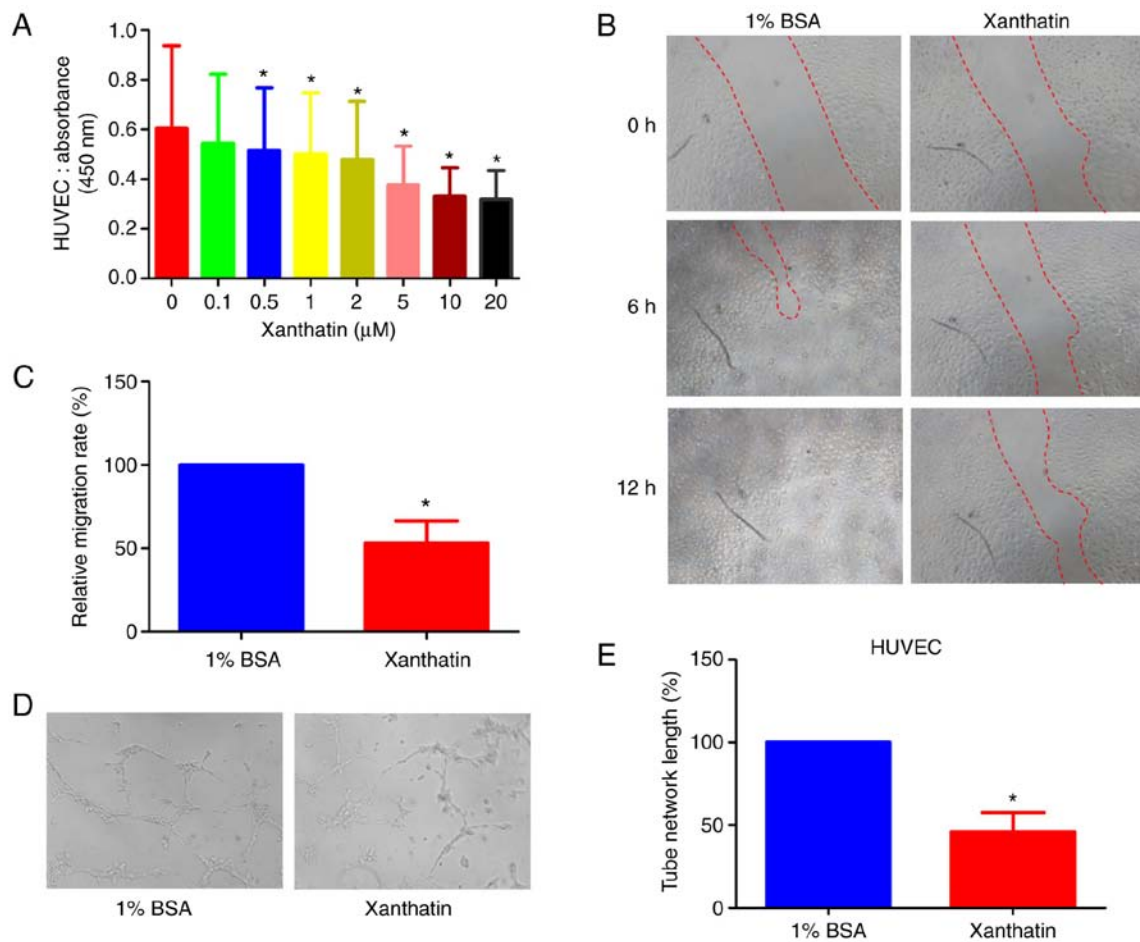 A
HUVEC : absorbance
(450 nm)
1.0
0.8
0.6
0.4
0.2
0.0
* * * * * *
0 0.1 0.5 1 2 5 10 20
Xanthatin (μM)
B
1% BSA Xanthatin
0 h
6 h
12 h
C
Relative migration rate (%)
150
100
50
0
*
1% BSA Xanthatin
D
1% BSA Xanthatin
E
HUVEC
Tube network length (%)
150
100
50
0
*
1% BSA Xanthatin